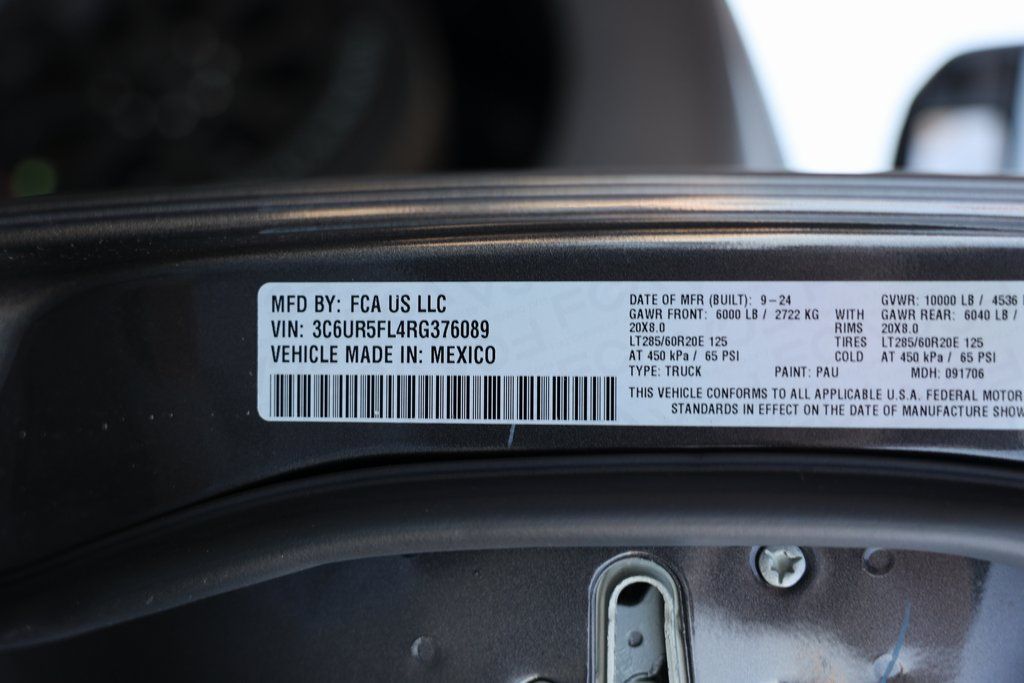 MFD BY: FCA US LLC
VIN: 3C6UR5FL4RG376089
VEHICLE MADE IN: MEXICO
DATE OF MFR (BUILT): 9-24 GVWR: 10000 LB / 4536
GAWR FRONT: 6000 LB / 2722 KG WITH GAWR REAR: 6040 LB /
20X8.0 RIMS 20X8.0
LT285/60R20E 125 TIRES LT285/60R20E 125
AT 450 kPa / 65 PSI COLD AT 450 kPa / 65 PSI
TYPE: TRUCK PAINT: PAU MDH: 091706
THIS VEHICLE CONFORMS TO ALL APPLICABLE U.S.A. FEDERAL MOTOR
STANDARDS IN EFFECT ON THE DATE OF MANUFACTURE SHOW